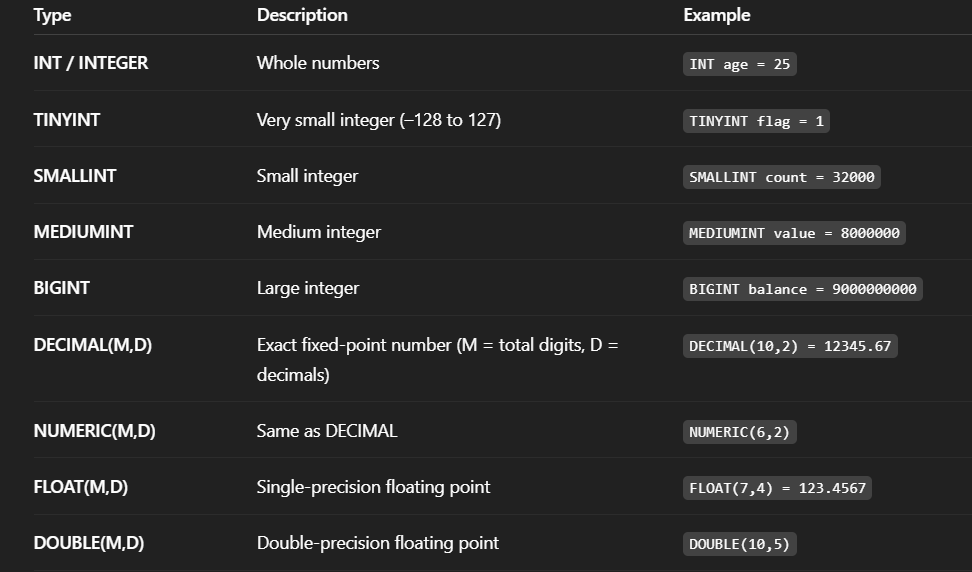 Type Description Example
INT / INTEGER Whole numbers INT age = 25
TINYINT Very small integer (–128 to 127) TINYINT flag = 1
SMALLINT Small integer SMALLINT count = 32000
MEDIUMINT Medium integer MEDIUMINT value = 8000000
BIGINT Large integer BIGINT balance = 9000000000
DECIMAL(M,D) Exact fixed-point number (M = total digits, D = DECIMAL(10,2) = 12345.67
decimals)
NUMERIC(M,D) Same as DECIMAL NUMERIC(6,2)
FLOAT(M,D) Single-precision floating point FLOAT(7,4) = 123.4567
DOUBLE(M,D) Double-precision floating point DOUBLE(10,5)